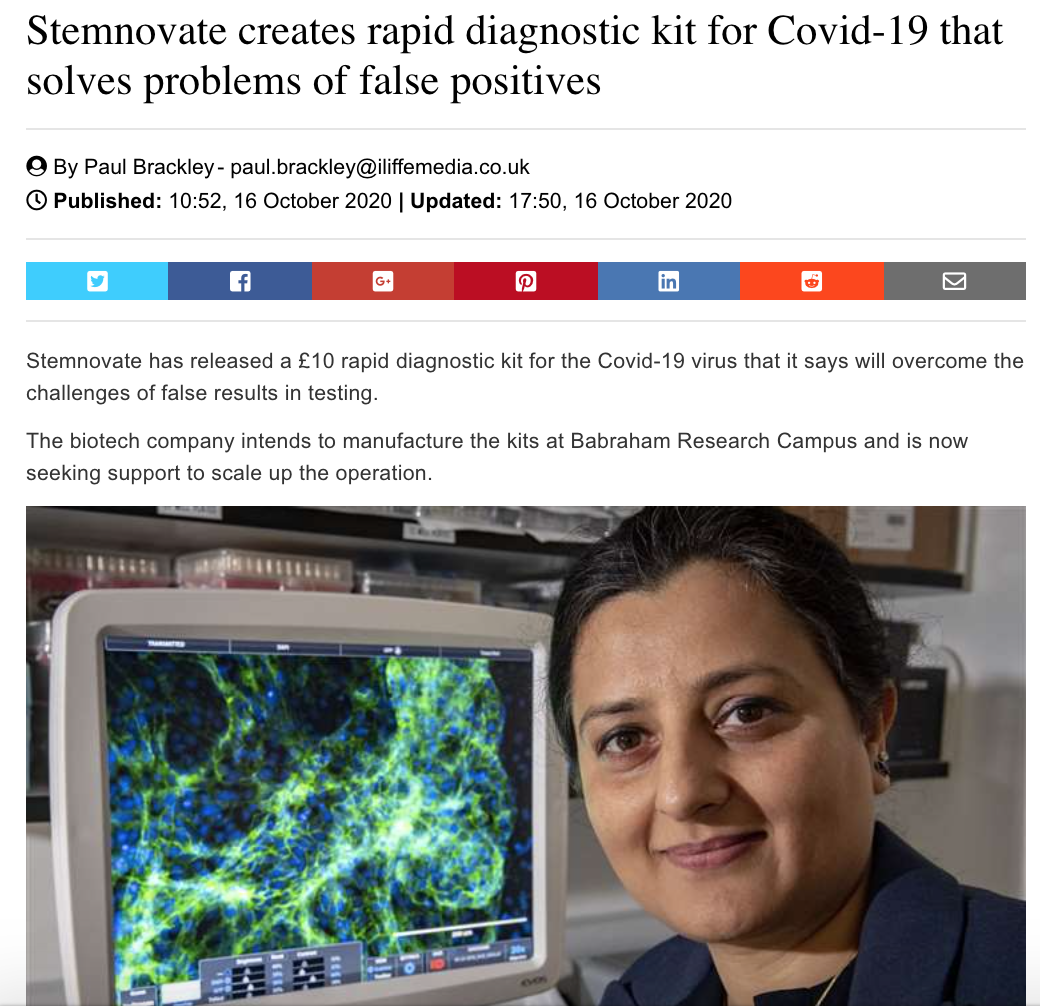 Stemnovate creates rapid diagnostic kit for Covid-19 that
solves problems of false positives
By Paul Brackley - paul.brackley@iliffemedia.co.uk
Published: 10:52, 16 October 2020 | Updated: 17:50, 16 October 2020
Stemnovate has released a £10 rapid diagnostic kit for the Covid-19 virus that it says will overcome the
challenges of false results in testing.
The biotech company intends to manufacture the kits at Babraham Research Campus and is now
seeking support to scale up the operation.
TRANSMITTED DAPI GFP
EVOS